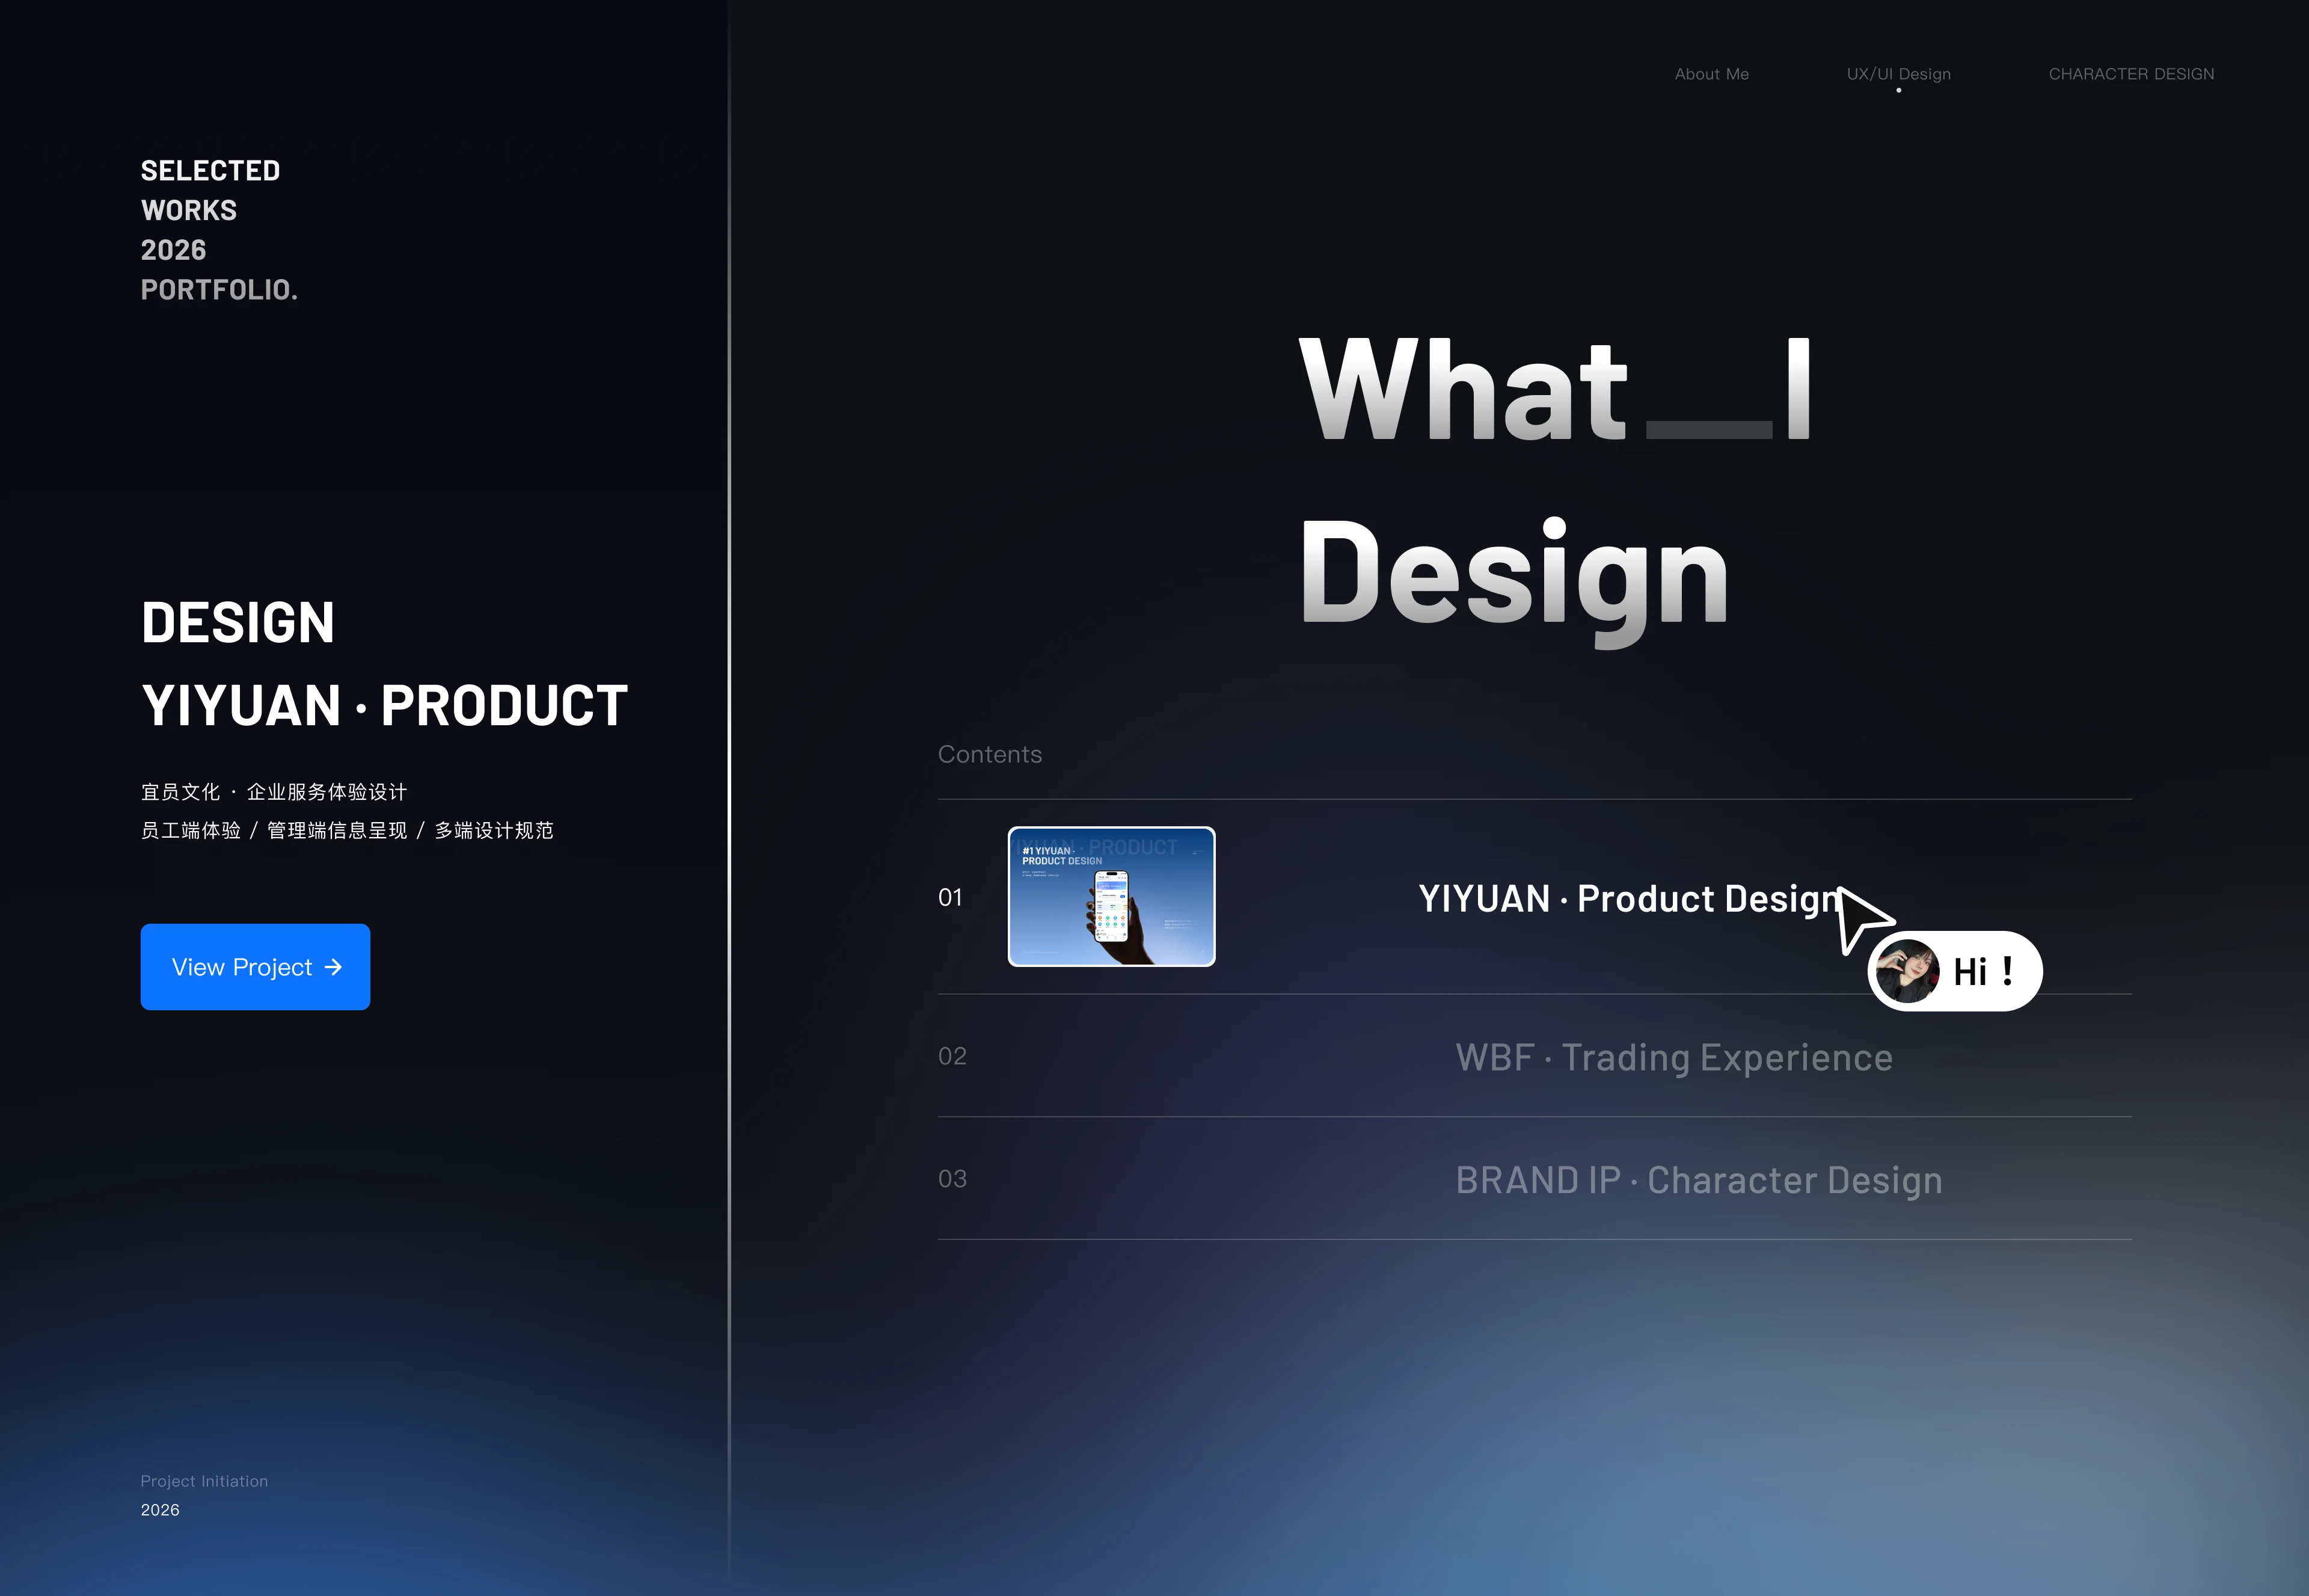 About Me
UX/UI Design
CHARACTER DESIGN
SELECTED
WORKS
2026
PORTFOLIO.
DESIGN
YIYUAN · PRODUCT
宜员文化 · 企业服务体验设计
员工端体验 / 管理端信息呈现 / 多端设计规范
View Project →
Project Initiation
2026
What __ I
Design
Contents
01
YIYUAN · PRODUCT
#1 YIYUAN ·
PRODUCT DESIGN
YIYUAN · Product Design
Hi！
02
WBF · Trading Experience
03
BRAND IP · Character Design